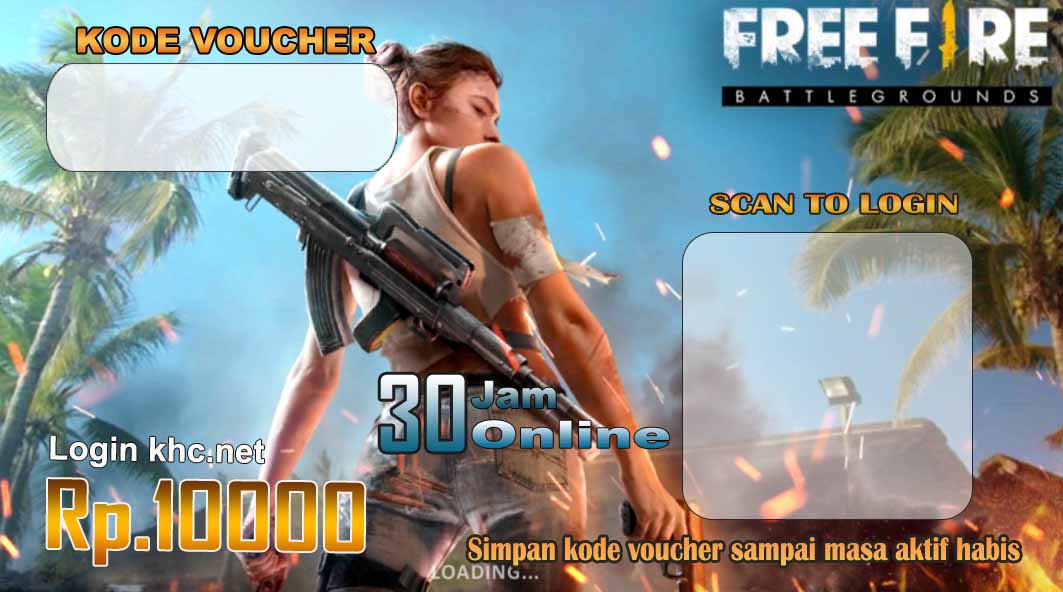 KODE VOUCHER
FREE FIRE
BATTLEGROUNDS
SCAN TO LOGIN
30 Jam
Online
Login khc.net
Rp.10000
Simpan kode voucher sampai masa aktif habis
LOADING...